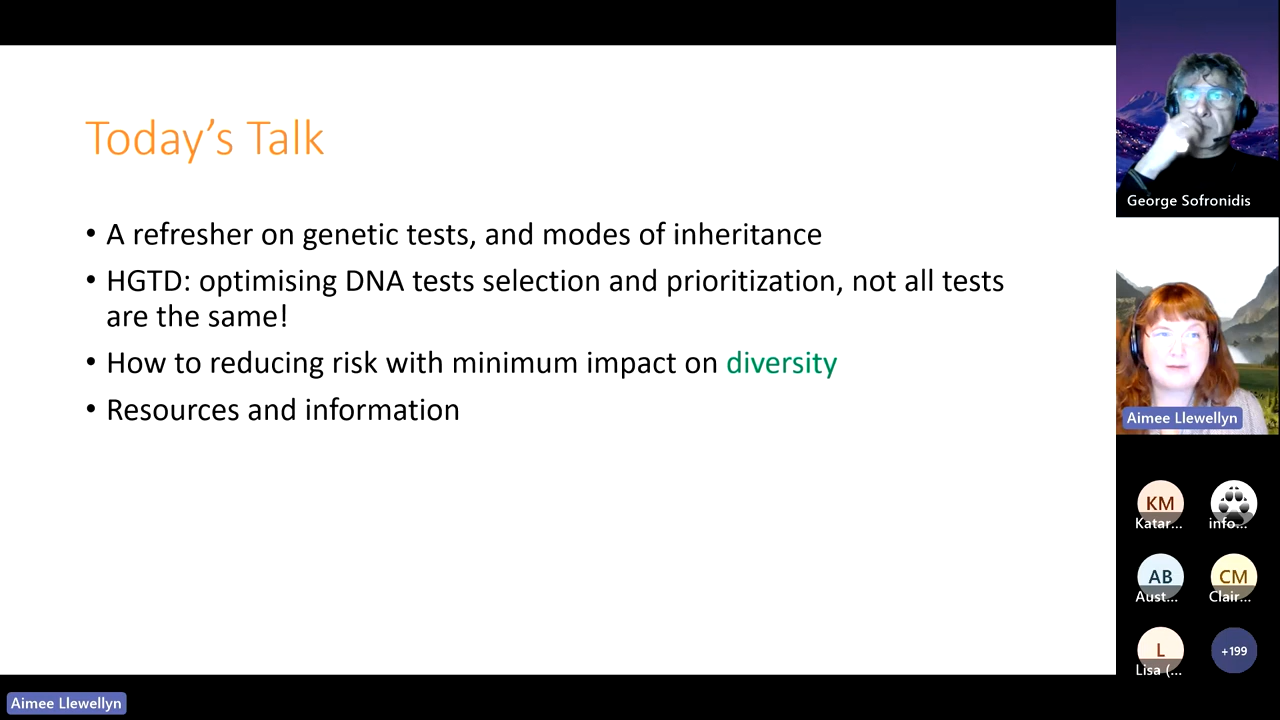 Today's Talk
• A refresher on genetic tests, and modes of inheritance
• HGTD: optimising DNA tests selection and prioritization, not all tests
are the same!
• How to reducing risk with minimum impact on diversity
• Resources and information
George Sofronidis
Aimee Llewellyn
KM
Katar...
info...
AB
Aust...
CM
Clair...
L
Lisa (...
+199
Aimee Llewellyn